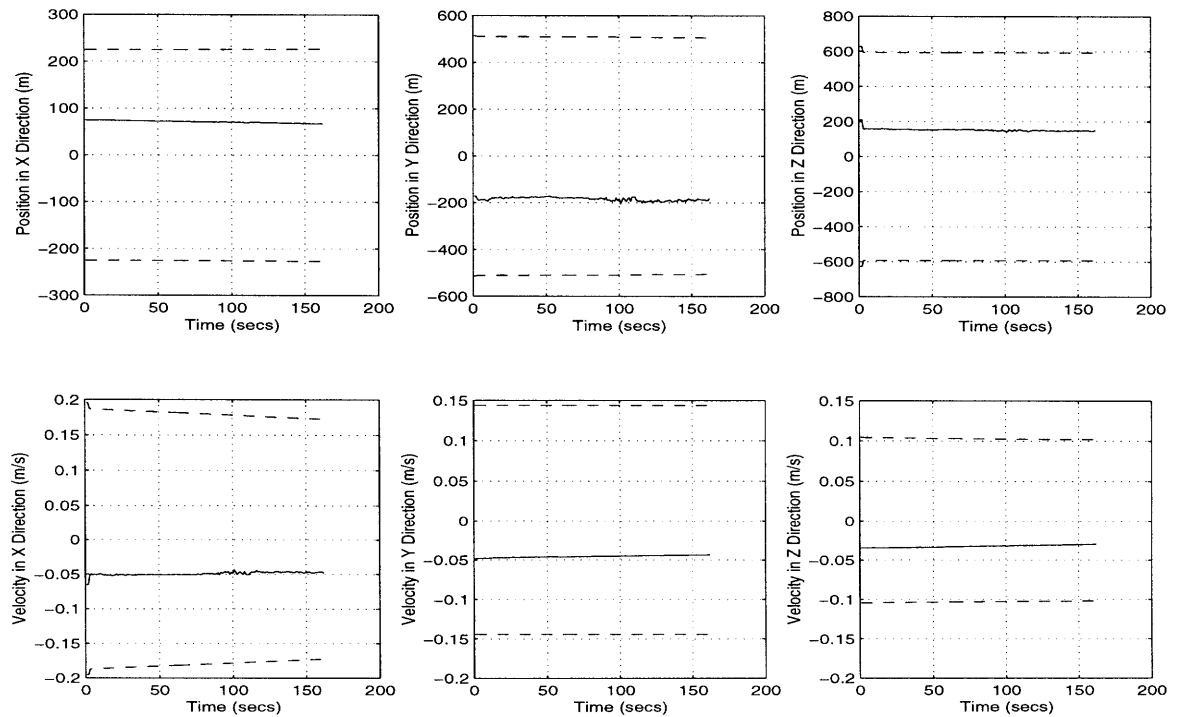 Position in X Direction (m)
300
200
100
0
−100
−200
−300
0 50 100 150 200
Time (secs)
Position in Y Direction (m)
600
400
200
0
−200
−400
−600
0 50 100 150 200
Time (secs)
Position in Z Direction (m)
800
600
400
200
0
−200
−400
−600
−800
0 50 100 150 200
Time (secs)
Velocity in X Direction (m/s)
0.2
0.15
0.1
0.05
0
−0.05
−0.1
−0.15
−0.2
0 50 100 150 200
Time (secs)
Velocity in Y Direction (m/s)
0.15
0.1
0.05
0
−0.05
−0.1
−0.15
−0.2
0 50 100 150 200
Time (secs)
Velocity in Z Direction (m/s)
0.15
0.1
0.05
0
−0.05
−0.1
−0.15
−0.2
0 50 100 150 200
Time (secs)